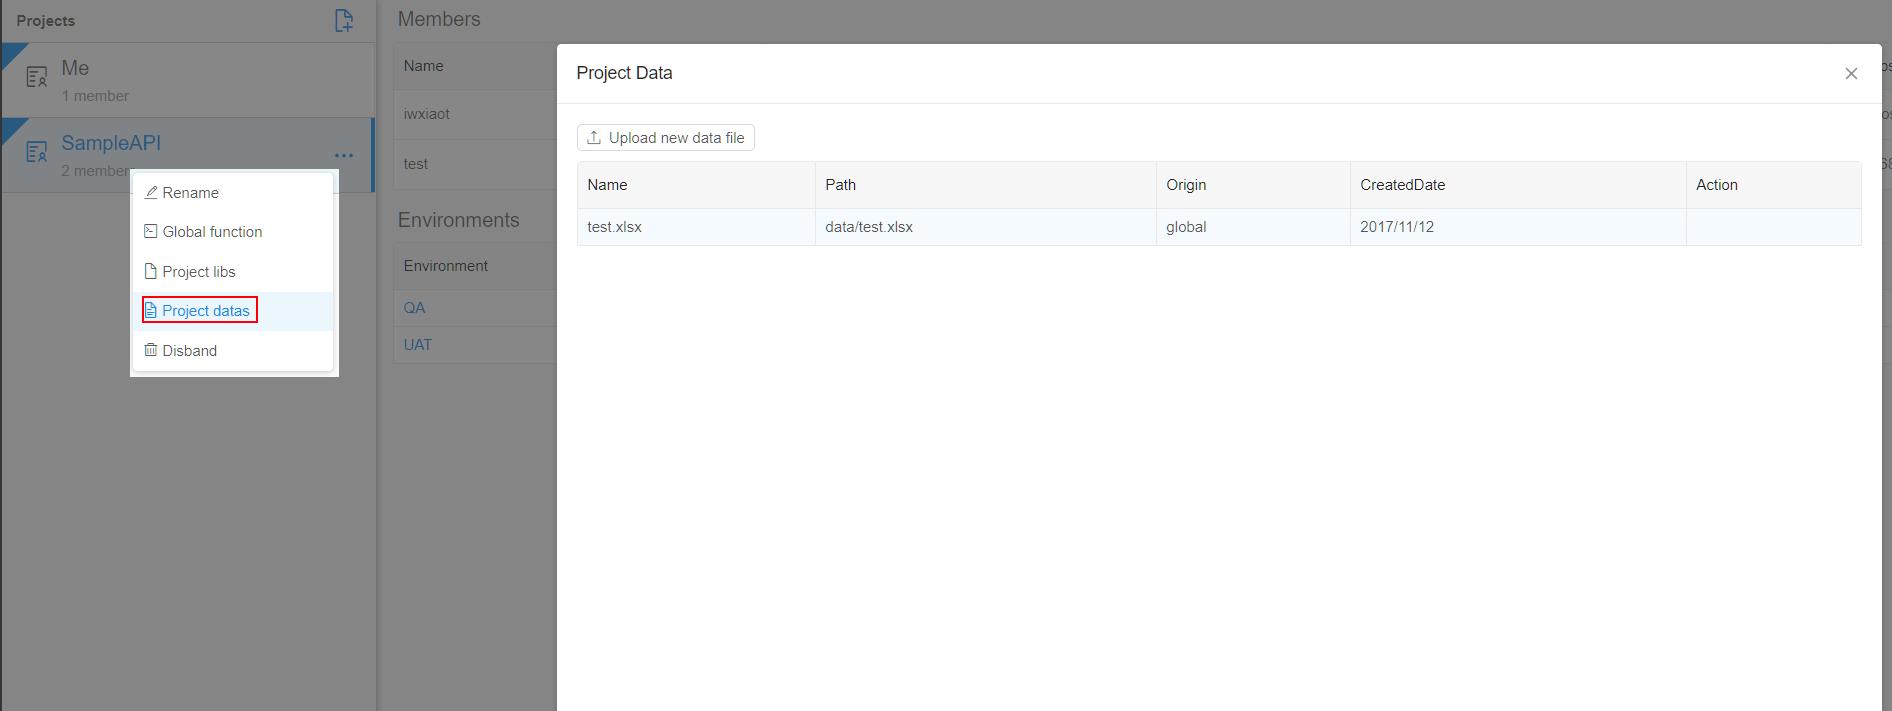 Projects
Me
1 member
SampleAPI
2 member
Rename
Global function
Project libs
Project datas
Disband
Members
Name
iwxiaot
test
Environments
Environment
QA
UAT
Project Data
Upload new data file
Name Path Origin CreatedDate Action
test.xlsx data/test.xlsx global 2017/11/12